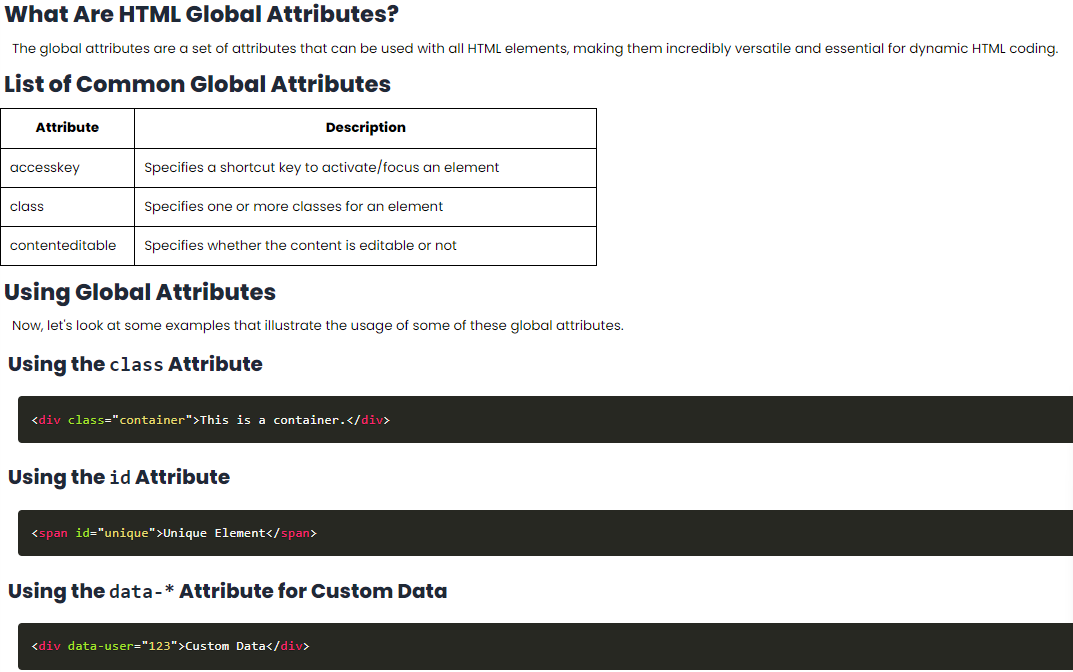 What Are HTML Global Attributes?
The global attributes are a set of attributes that can be used with all HTML elements, making them incredibly versatile and essential for dynamic HTML coding.
List of Common Global Attributes
Attribute Description
accesskey Specifies a shortcut key to activate/focus an element
class Specifies one or more classes for an element
contenteditable Specifies whether the content is editable or not
Using Global Attributes
Now, let's look at some examples that illustrate the usage of some of these global attributes.
Using the class Attribute
<div class="container">This is a container.</div>
Using the id Attribute
<span id="unique">Unique Element</span>
Using the data-* Attribute for Custom Data
<div data-user="123">Custom Data</div>